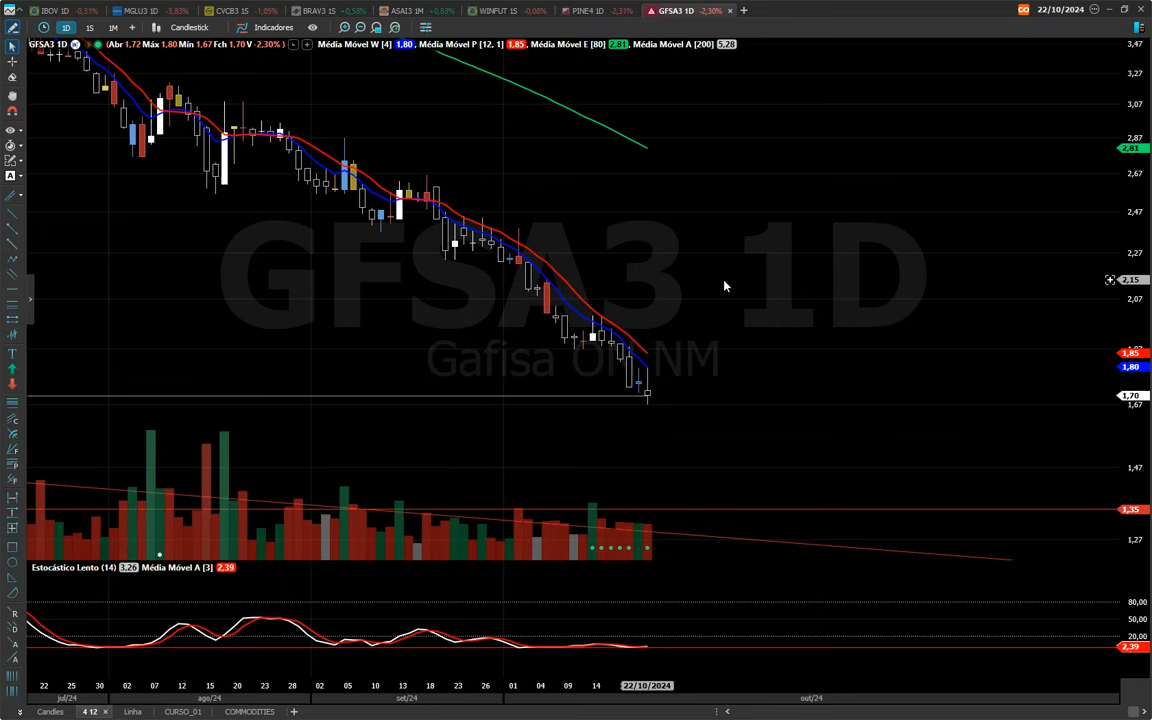 IBOV 1D -0,31% MGLU3 1D -3,83% CVCB3 1S -1,05% BRAV3 1S +0,58% ASAI3 1M +0,83% WINFUT 1S -0,08% PINE4 1D -2,31% GFSA3 1D -2,30% 22/10/2024
1D 1S 1M Candlestick Indicadores
GFSA3 1D (Abr 1,72 Máx 1,80 Mín 1,67 Fch 1,70 V -2,30%) Média Móvel W [4] 1,80, Média Móvel P [12, 1] 1,85, Média Móvel E [80] 2,81, Média Móvel A [200] 5,28
3,47
3,27
3,07
2,87
2,81
2,67
2,47
2,27
2,15
2,07
1,85
1,80
1,70
1,67
1,47
1,35
1,27
GFSA3 1D
Gafisa ON NM
Estocástico Lento (14) 3,26 Média Móvel A [3] 2,39
80,00
50,00
20,00
2,39
22 25 30 02 07 12 15 20 23 28 02 05 10 13 18 23 26 01 04 09 14 22/10/2024
jul/24 ago/24 set/24 out/24
Candles 4 12 Linha CURSO_01 COMMODITIES